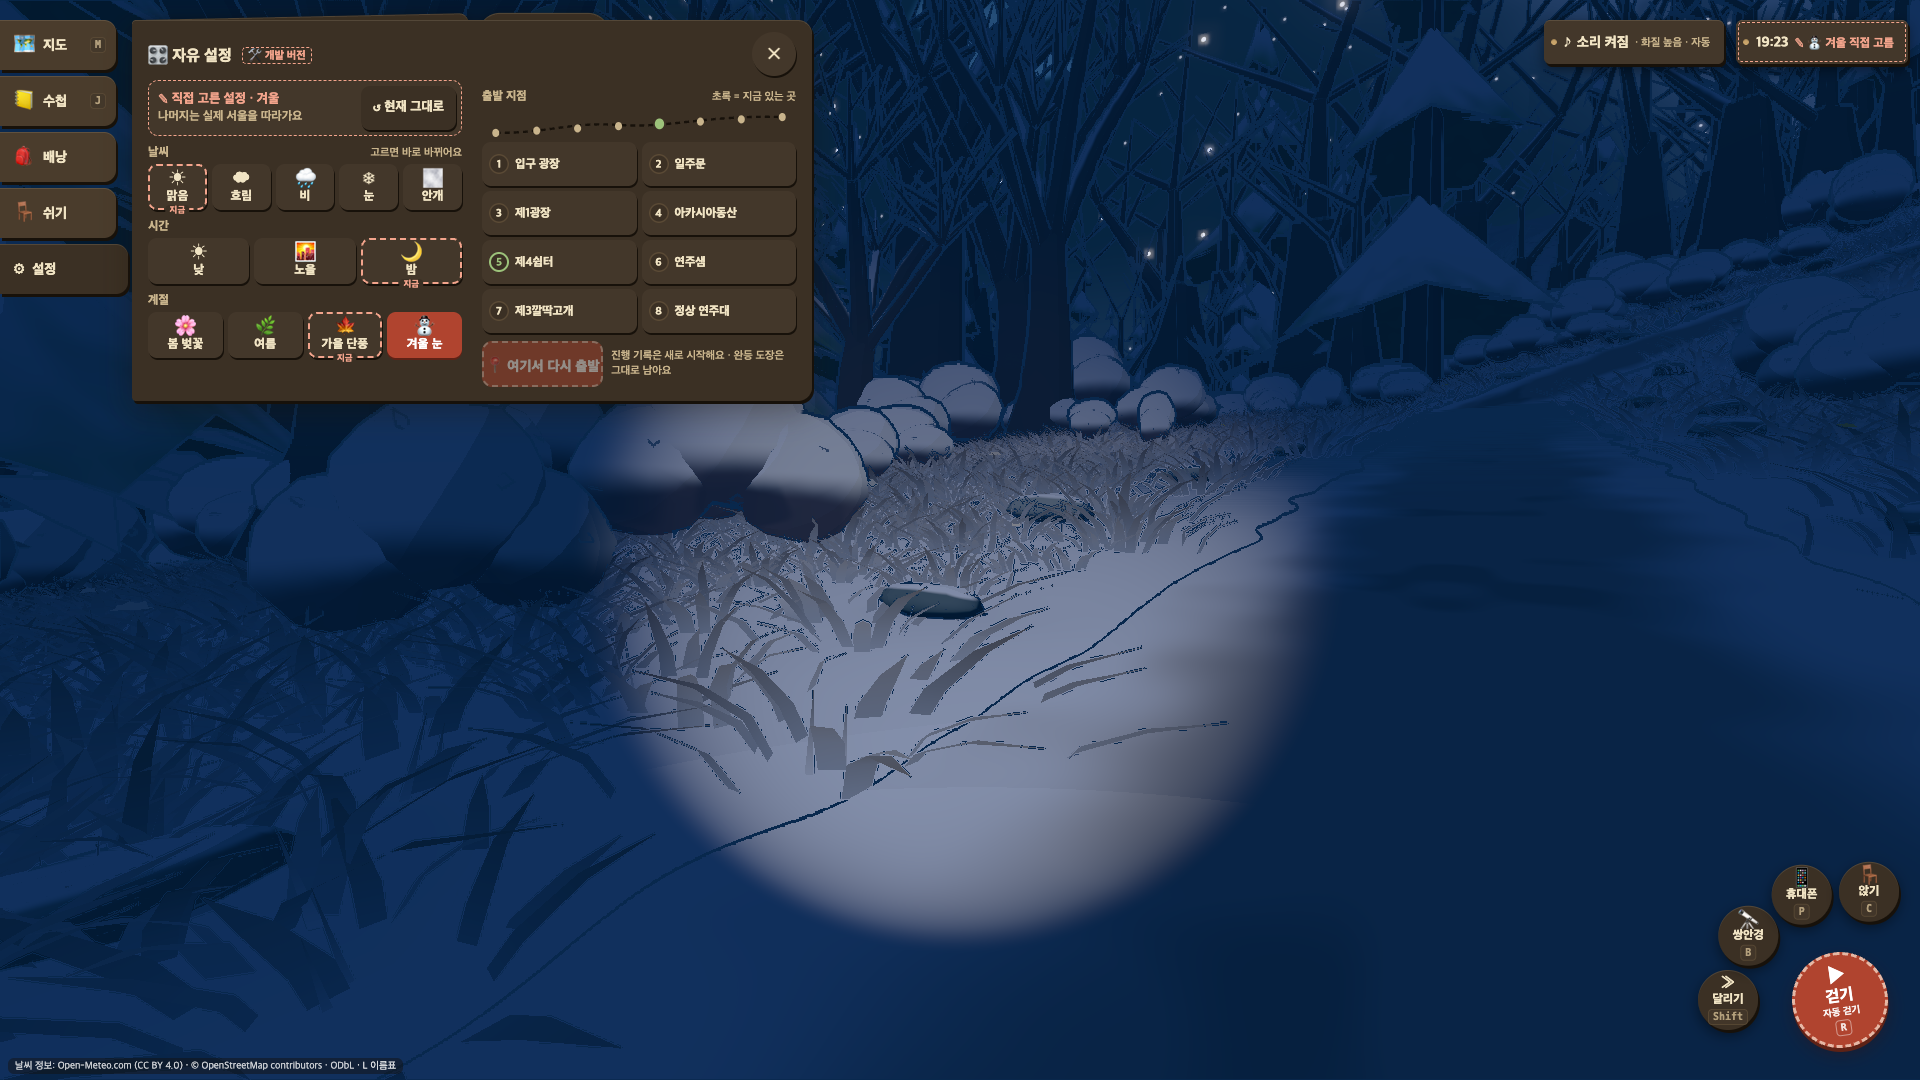 지도 M
수첩 J
배낭
쉬기
설정
자유 설정 개발 버전
직접 고른 설정 · 겨울
나머지는 실제 서울을 따라가요
↺ 현재 그대로
날씨 고르면 바로 바뀌어요
맑음 지금
흐림
비
눈
안개
시간
낮
노을
밤 지금
계절
봄 벚꽃
여름
가을 단풍 지금
겨울 눈
출발 지점 초록 = 지금 있는 곳
1 입구 광장
2 일주문
3 제1광장
4 아카시아동산
5 제4쉼터
6 연주샘
7 제3깔딱고개
8 정상 연주대
여기서 다시 출발
진행 기록은 새로 시작해요 · 완등 도장은
그대로 남아요
♪ 소리 켜짐 · 화질 높음 · 자동
19:23 겨울 직접 고름
휴대폰 P
앉기 C
쌍안경 B
달리기 Shift
걷기
자동 걷기
R
날씨 정보: Open-Meteo.com (CC BY 4.0) · © OpenStreetMap contributors · ODbL · L 이름표